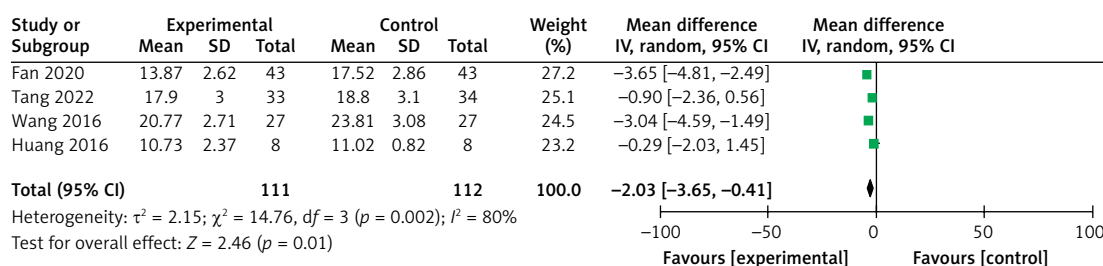 Study or Experimental Control Weight Mean difference Mean difference
Subgroup Mean SD Total Mean SD Total (%) IV, random, 95% CI IV, random, 95% CI
Fan 2020 13.87 2.62 43 17.52 2.86 43 27.2 −3.65 [−4.81, −2.49]
Tang 2022 17.9 3 33 18.8 3.1 34 25.1 −0.90 [−2.36, 0.56]
Wang 2016 20.77 2.71 27 23.81 3.08 27 24.5 −3.04 [−4.59, −1.49]
Huang 2016 10.73 2.37 8 11.02 0.82 8 23.2 −0.29 [−2.03, 1.45]
Total (95% CI) 111 112 100.0 −2.03 [−3.65, −0.41]
Heterogeneity: τ² = 2.15; χ² = 14.76, df = 3 (p = 0.002); I² = 80%
Test for overall effect: Z = 2.46 (p = 0.01)
−100 −50 0 50 100
Favours [experimental] Favours [control]